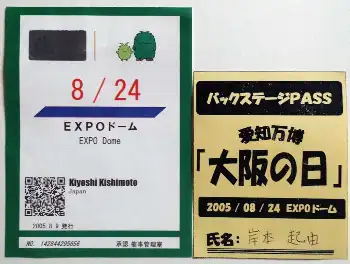 8/24
EXPOドーム
EXPO Dome
Kiyoshi Kishimoto
Japan
2005.8.9 発行
NO. 142844295656
承認 催事管理室
バックステージPASS
愛知万博
「大阪の日」
2005/08/24 EXPOドーム
氏名: 岸本 起由